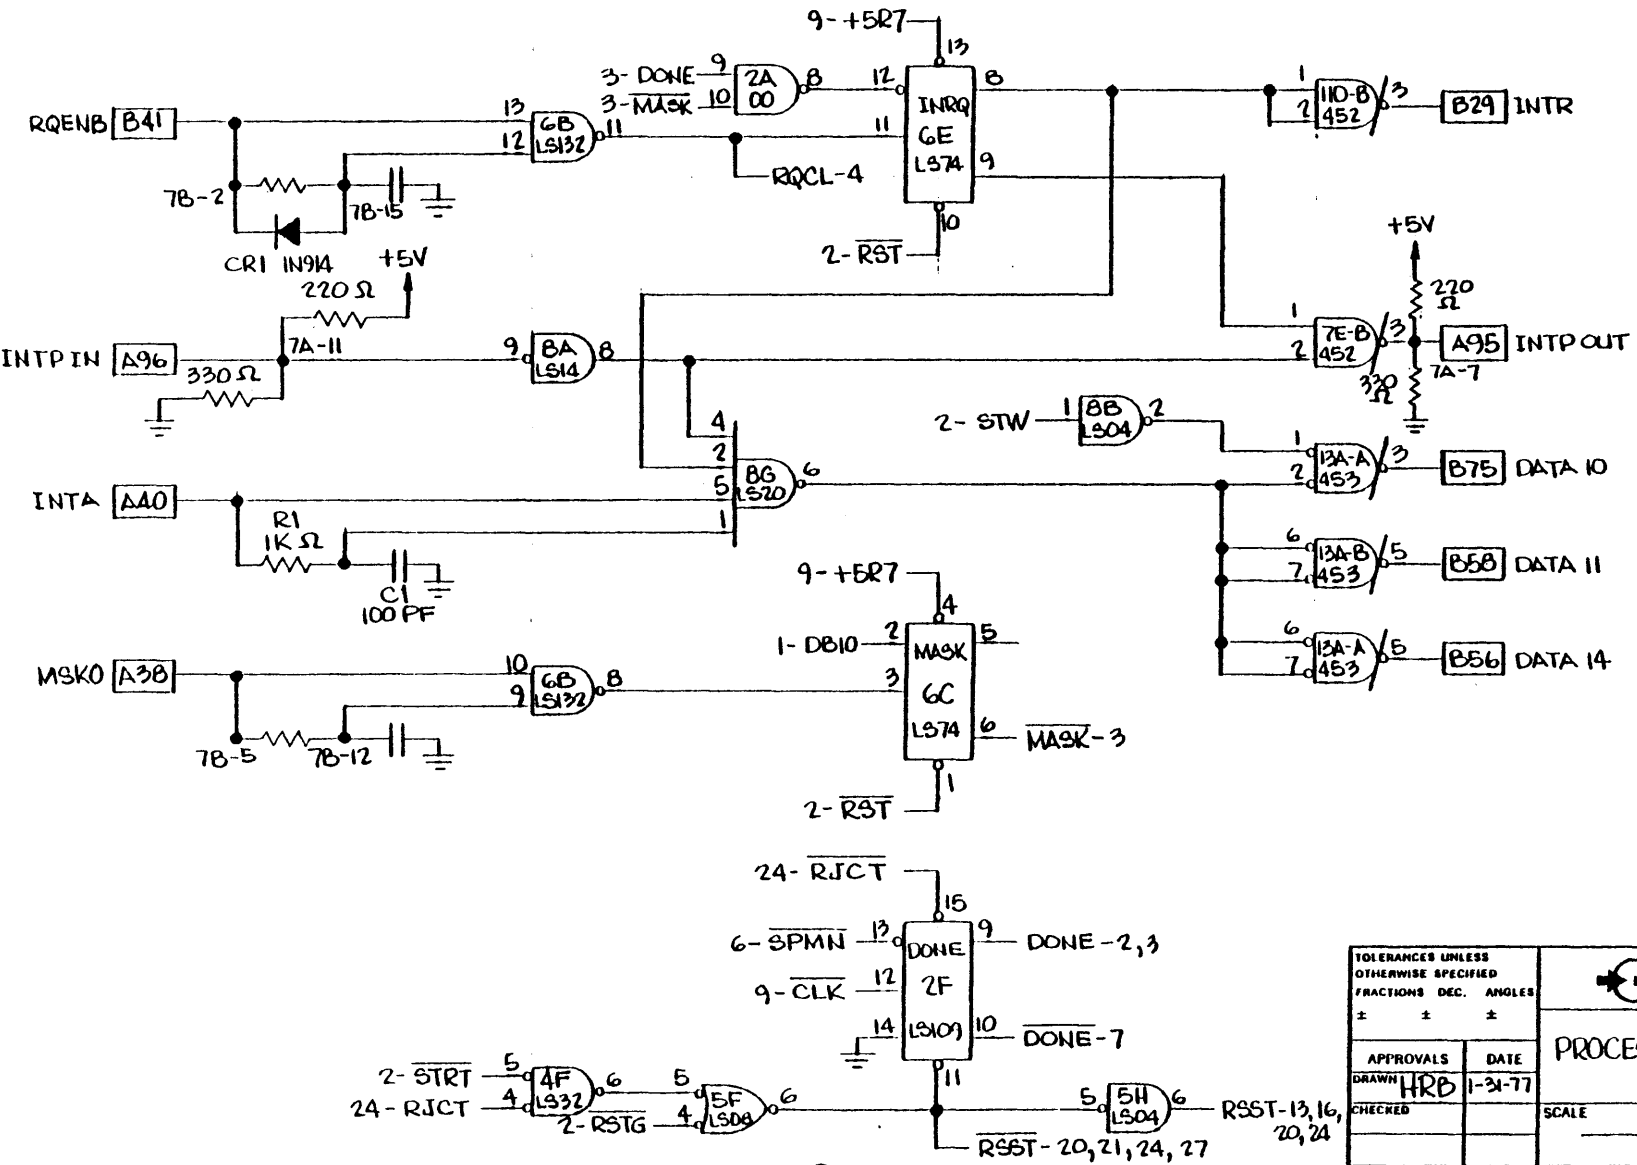 9- +5R7
13
3- DONE 9 2A 00 8 12 INRQ 6E LS74 8 1 11D-B 452 3 B29 INTR
3- MASK 10 2
RQENB B41 13 6B LS132 11 11
12
RQCL-4 9
7B-2 7B-15
10
CR1 1N914 +5V
2- RST
+5V
220 Ω
220 Ω
INTP IN A96 7A-11 9 8A LS14 8 1 7E-B 452 3 A95 INTP OUT
2
330 Ω 330 Ω 7A-7
2- STW 1 8B LS04 2
4 1 13A-A 453 3 B75 DATA 10
2 8G LS20 6 2
INTA A40 5
R1 1
1K Ω
6 13A-B 453 5 B58 DATA 11
7
C1
100 PF
9- +5R7
4
1- DB10 2 MASK 6C LS74 5 6 13A-A 453 5 B56 DATA 14
7
MSKO A38 10 6B LS132 8 3
9
7B-5 7B-12
6 MASK-3
1
2- RST
24- RJCT
15
6- SPMN 13 DONE 2F LS109 9 DONE -2,3
9- CLK 12
14 10 DONE-7
11
2- STRT 5 4F LS32 6 5 5F LS08 6 5 5H LS04 6 RSST-13,16,
20,24
24- RJCT 4 2-RSTG 4
RSST- 20, 21, 24, 27
TOLERANCES UNLESS
OTHERWISE SPECIFIED
FRACTIONS DEC. ANGLES
± ± ±
APPROVALS DATE
DRAWN HRB 1-31-77
CHECKED
PROCES
SCALE